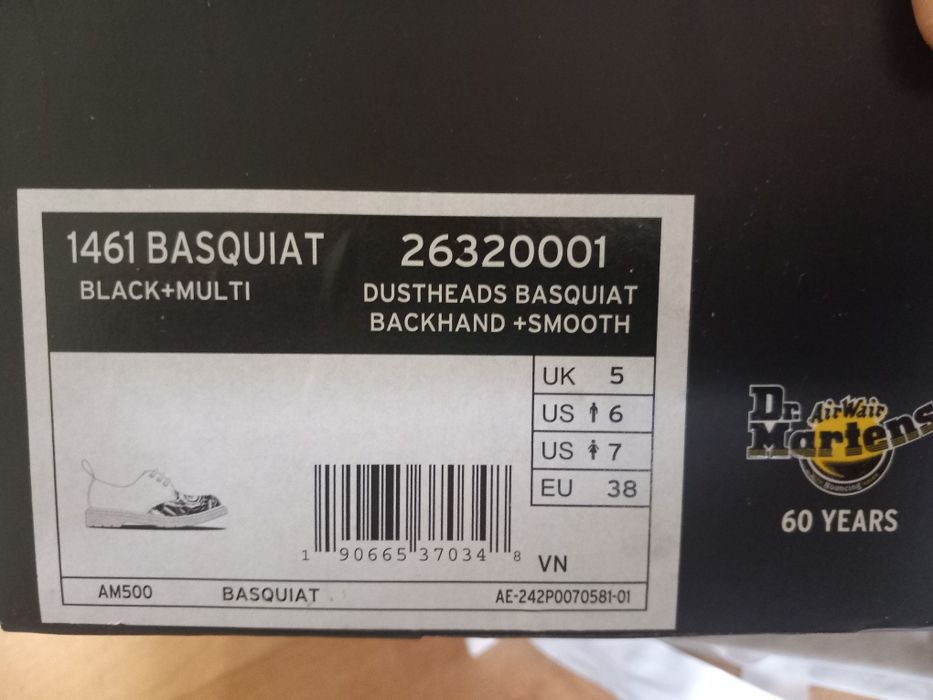 1461 BASQUIAT 26320001
BLACK+MULTI
DUSTHEADS BASQUIAT
BACKHAND +SMOOTH
UK 5
US 6
US 7
EU 38
1 90665 37034 8
VN
AM500 BASQUIAT AE-242P0070581-01
Dr. AirWair
Martens
Bouncing
60 YEARS